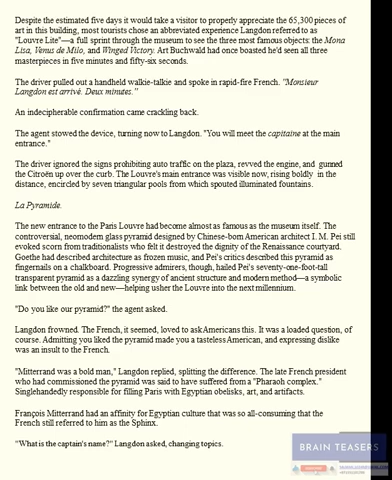 Despite the estimated five days it would take a visitor to properly appreciate the 65,300 pieces of
art in this building, most tourists chose an abbreviated experience Langdon referred to as
"Louvre Lite"—a full sprint through the museum to see the three most famous objects: the Mona
Lisa, Venus de Milo, and Winged Victory. Art Buchwald had once boasted he'd seen all three
masterpieces in five minutes and fifty-six seconds.
The driver pulled out a handheld walkie-talkie and spoke in rapid-fire French. "Monsieur
Langdon est arrivé. Deux minutes."
An indecipherable confirmation came crackling back.
The agent stowed the device, turning now to Langdon. "You will meet the capitaine at the main
entrance."
The driver ignored the signs prohibiting auto traffic on the plaza, revved the engine, and gunned
the Citroën up over the curb. The Louvre's main entrance was visible now, rising boldly in the
distance, encircled by seven triangular pools from which spouted illuminated fountains.
La Pyramide.
The new entrance to the Paris Louvre had become almost as famous as the museum itself. The
controversial, neomodern glass pyramid designed by Chinese-born American architect I. M. Pei still
evoked scorn from traditionalists who felt it destroyed the dignity of the Renaissance courtyard.
Goethe had described architecture as frozen music, and Pei's critics described this pyramid as
fingernails on a chalkboard. Progressive admirers, though, hailed Pei's seventy-one-foot-tall
transparent pyramid as a dazzling synergy of ancient structure and modern method—a symbolic
link between the old and new—helping usher the Louvre into the next millennium.
"Do you like our pyramid?" the agent asked.
Langdon frowned. The French, it seemed, loved to ask Americans this. It was a loaded question, of
course. Admitting you liked the pyramid made you a tasteless American, and expressing dislike
was an insult to the French.
"Mitterrand was a bold man," Langdon replied, splitting the difference. The late French president
who had commissioned the pyramid was said to have suffered from a "Pharaoh complex."
Singlehandedly responsible for filling Paris with Egyptian obelisks, art, and artifacts.
François Mitterrand had an affinity for Egyptian culture that was so all-consuming that the
French still referred to him as the Sphinx.
"What is the captain's name?" Langdon asked, changing topics.
BRAIN TEASERS